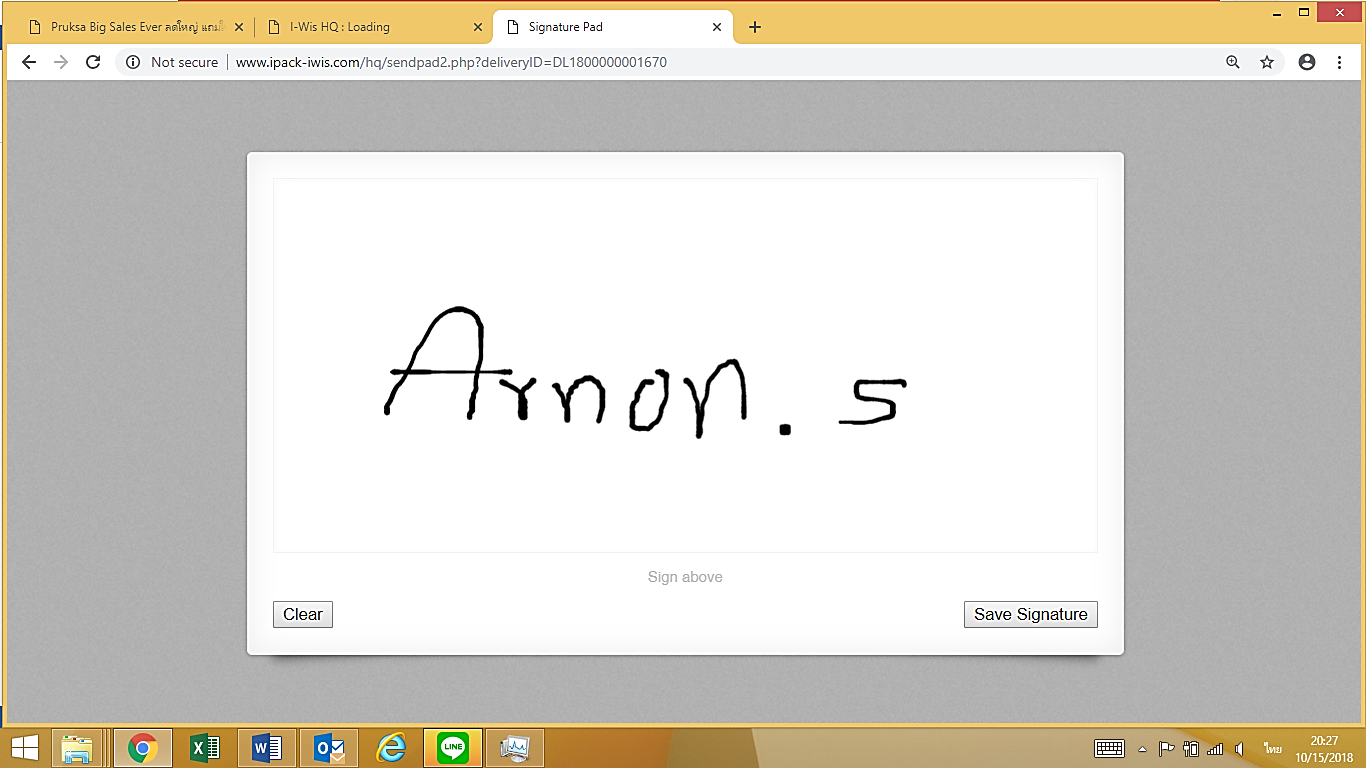 Pruksa Big Sales Ever ลดใหญ่ แถมใ
I-Wis HQ : Loading
Signature Pad
Not secure
www.ipack-iwis.com/hq/sendpad2.php?deliveryID=DL1800000001670
Arnon. s
Sign above
Clear
Save Signature
LINE
ไทย
20:27
10/15/2018